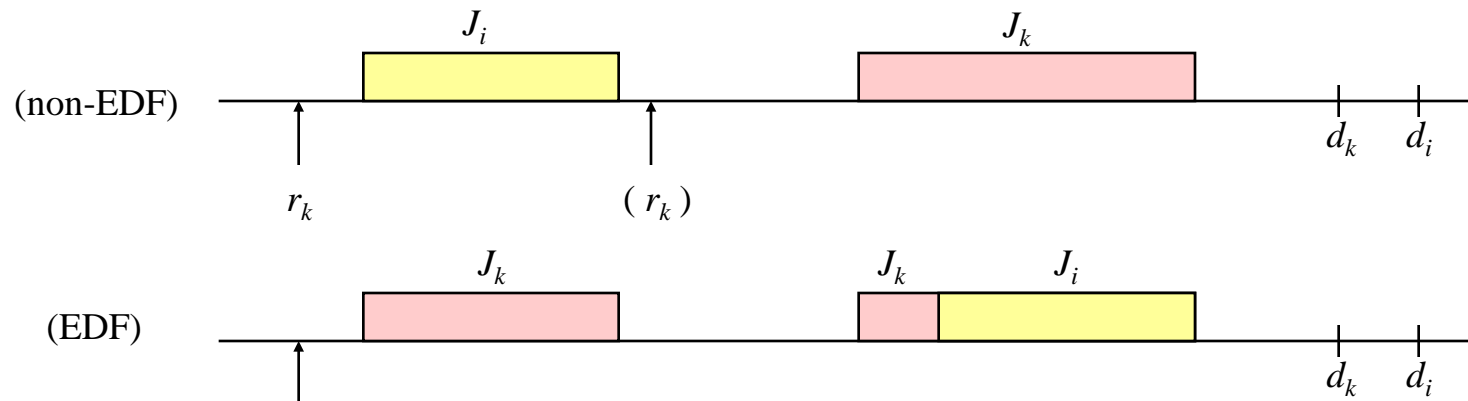 J_i J_k
(non-EDF)
d_k d_i
r_k ( r_k )
J_k J_k J_i
(EDF)
d_k d_i